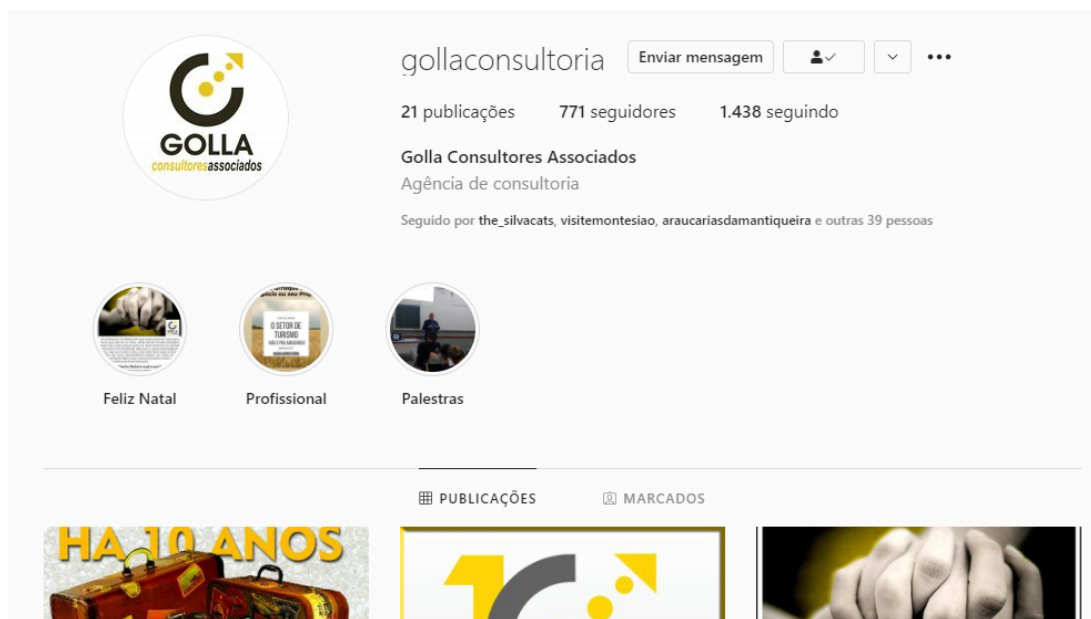 GOLLA
consultoresassociados
gollaconsultoria Enviar mensagem
21 publicações 771 seguidores 1.438 seguindo
Golla Consultores Associados
Agência de consultoria
Seguido por the_silvacats, visitemontesiao, araucariasdamantiqueira e outras 39 pessoas
O SETOR DE
TURISMO
Feliz Natal Profissional Palestras
PUBLICAÇÕES MARCADOS
HÁ 10 ANOS